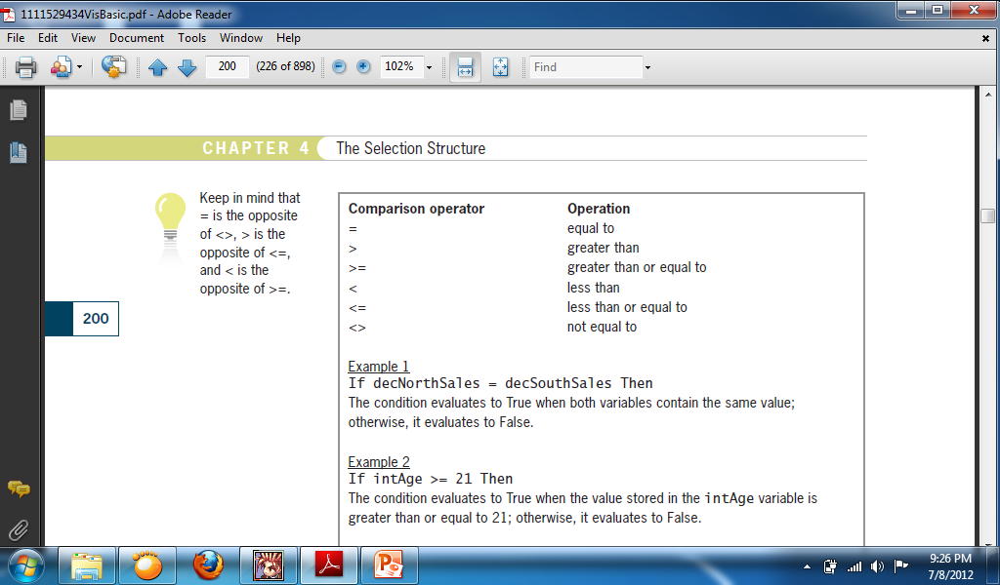 1111529434VisBasic.pdf - Adobe Reader
File Edit View Document Tools Window Help
200 (226 of 898) 102% Find
CHAPTER 4 The Selection Structure
Keep in mind that
= is the opposite
of <>, > is the
opposite of <=,
and < is the
opposite of >=.
200
Comparison operator Operation
= equal to
> greater than
>= greater than or equal to
< less than
<= less than or equal to
<> not equal to
Example 1
If decNorthSales = decSouthSales Then
The condition evaluates to True when both variables contain the same value;
otherwise, it evaluates to False.
Example 2
If intAge >= 21 Then
The condition evaluates to True when the value stored in the intAge variable is
greater than or equal to 21; otherwise, it evaluates to False.
9:26 PM
7/8/2012